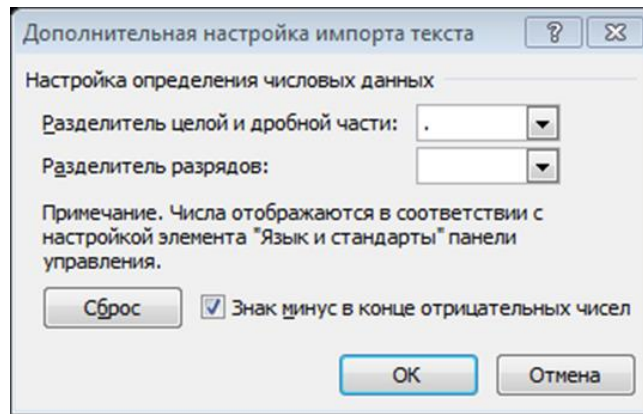 Дополнительная настройка импорта текста
Настройка определения числовых данных
Разделитель целой и дробной части: .
Разделитель разрядов:
Примечание. Числа отображаются в соответствии с
настройкой элемента "Язык и стандарты" панели
управления.
Сброс Знак минус в конце отрицательных чисел
ОК Отмена